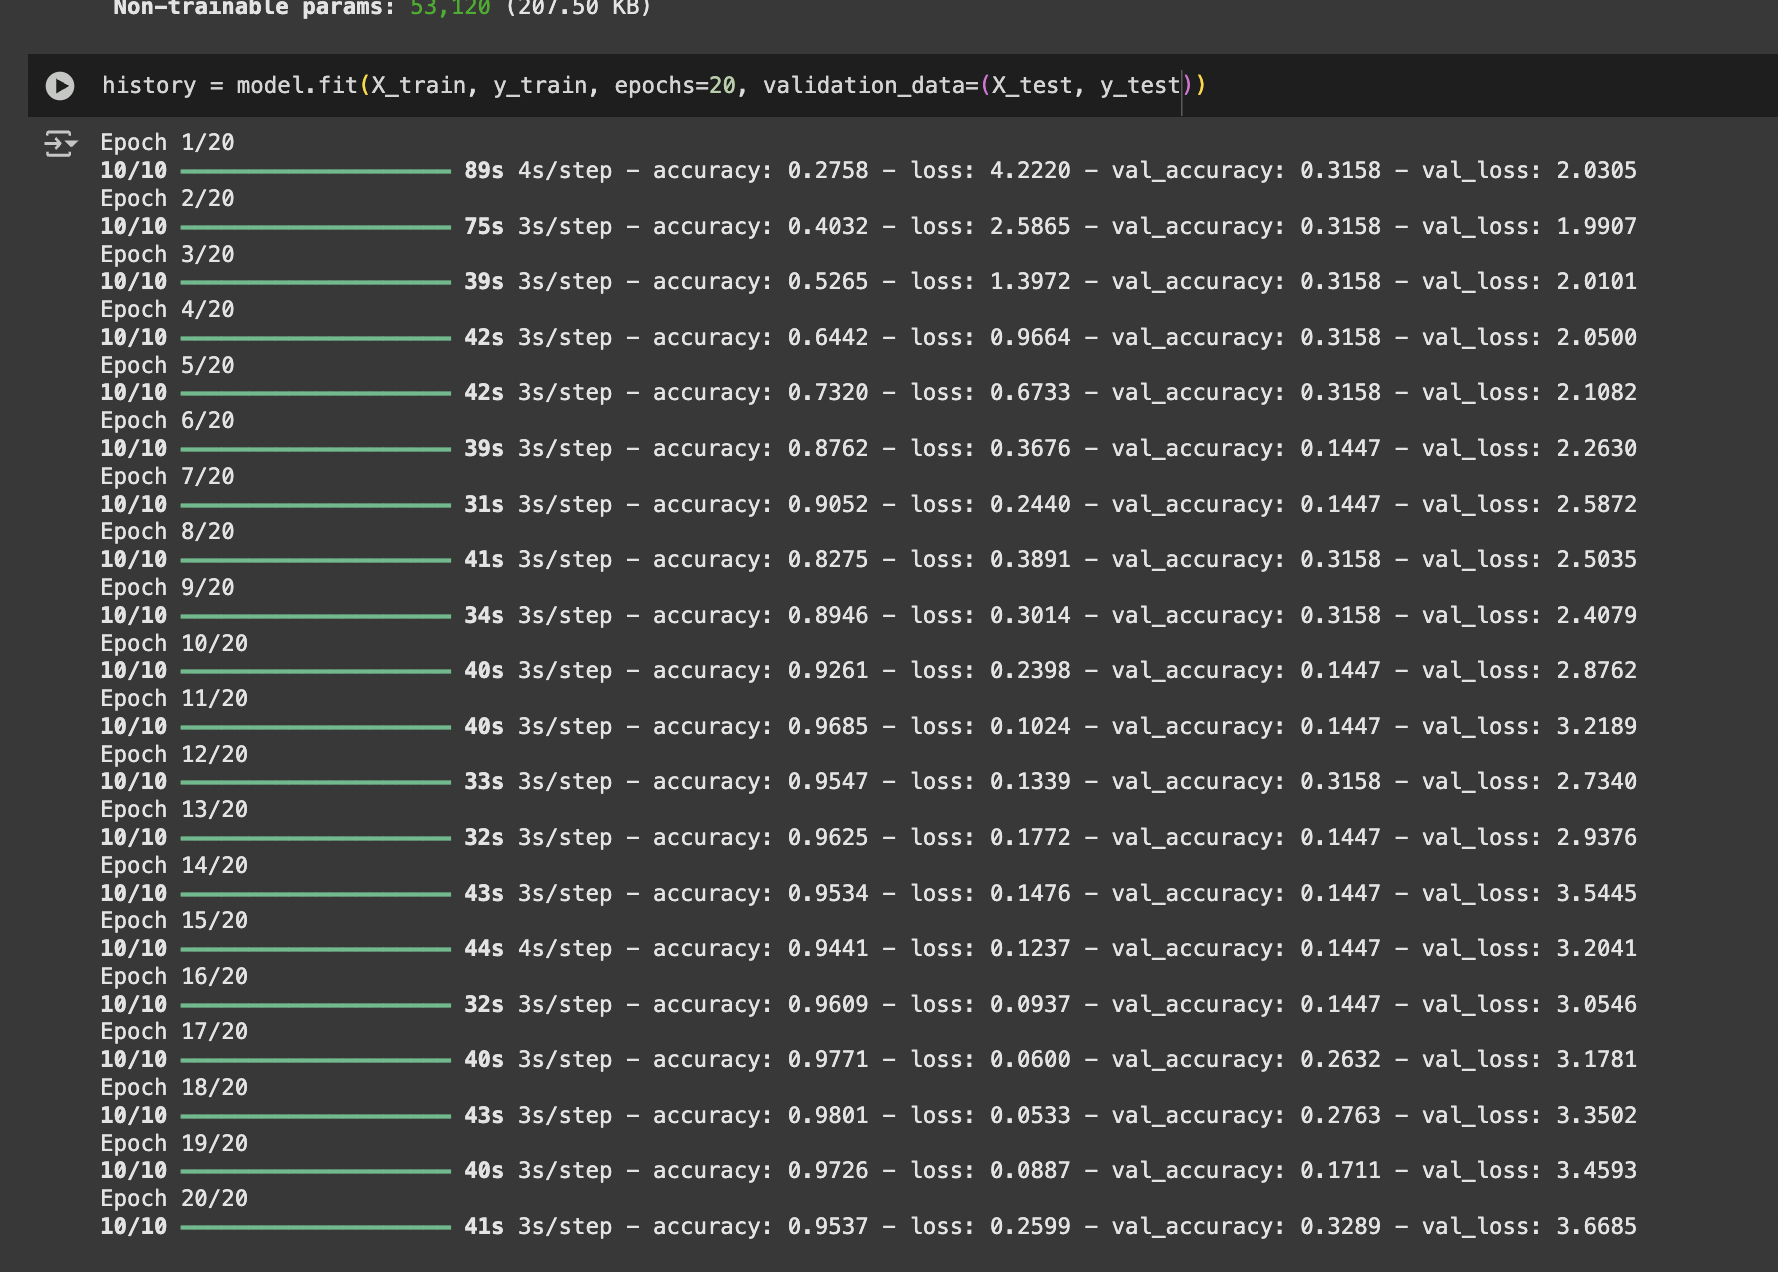 Non-trainable params: 53,120 (207.50 KB)
history = model.fit(X_train, y_train, epochs=20, validation_data=(X_test, y_test))
Epoch 1/20
10/10 ━━━━━━━━━━━━━━━━━━━━ 89s 4s/step - accuracy: 0.2758 - loss: 4.2220 - val_accuracy: 0.3158 - val_loss: 2.0305
Epoch 2/20
10/10 ━━━━━━━━━━━━━━━━━━━━ 75s 3s/step - accuracy: 0.4032 - loss: 2.5865 - val_accuracy: 0.3158 - val_loss: 1.9907
Epoch 3/20
10/10 ━━━━━━━━━━━━━━━━━━━━ 39s 3s/step - accuracy: 0.5265 - loss: 1.3972 - val_accuracy: 0.3158 - val_loss: 2.0101
Epoch 4/20
10/10 ━━━━━━━━━━━━━━━━━━━━ 42s 3s/step - accuracy: 0.6442 - loss: 0.9664 - val_accuracy: 0.3158 - val_loss: 2.0500
Epoch 5/20
10/10 ━━━━━━━━━━━━━━━━━━━━ 42s 3s/step - accuracy: 0.7320 - loss: 0.6733 - val_accuracy: 0.3158 - val_loss: 2.1082
Epoch 6/20
10/10 ━━━━━━━━━━━━━━━━━━━━ 39s 3s/step - accuracy: 0.8762 - loss: 0.3676 - val_accuracy: 0.1447 - val_loss: 2.2630
Epoch 7/20
10/10 ━━━━━━━━━━━━━━━━━━━━ 31s 3s/step - accuracy: 0.9052 - loss: 0.2440 - val_accuracy: 0.1447 - val_loss: 2.5872
Epoch 8/20
10/10 ━━━━━━━━━━━━━━━━━━━━ 41s 3s/step - accuracy: 0.8275 - loss: 0.3891 - val_accuracy: 0.3158 - val_loss: 2.5035
Epoch 9/20
10/10 ━━━━━━━━━━━━━━━━━━━━ 34s 3s/step - accuracy: 0.8946 - loss: 0.3014 - val_accuracy: 0.3158 - val_loss: 2.4079
Epoch 10/20
10/10 ━━━━━━━━━━━━━━━━━━━━ 40s 3s/step - accuracy: 0.9261 - loss: 0.2398 - val_accuracy: 0.1447 - val_loss: 2.8762
Epoch 11/20
10/10 ━━━━━━━━━━━━━━━━━━━━ 40s 3s/step - accuracy: 0.9685 - loss: 0.1024 - val_accuracy: 0.1447 - val_loss: 3.2189
Epoch 12/20
10/10 ━━━━━━━━━━━━━━━━━━━━ 33s 3s/step - accuracy: 0.9547 - loss: 0.1339 - val_accuracy: 0.3158 - val_loss: 2.7340
Epoch 13/20
10/10 ━━━━━━━━━━━━━━━━━━━━ 32s 3s/step - accuracy: 0.9625 - loss: 0.1772 - val_accuracy: 0.1447 - val_loss: 2.9376
Epoch 14/20
10/10 ━━━━━━━━━━━━━━━━━━━━ 43s 3s/step - accuracy: 0.9534 - loss: 0.1476 - val_accuracy: 0.1447 - val_loss: 3.5445
Epoch 15/20
10/10 ━━━━━━━━━━━━━━━━━━━━ 44s 4s/step - accuracy: 0.9441 - loss: 0.1237 - val_accuracy: 0.1447 - val_loss: 3.2041
Epoch 16/20
10/10 ━━━━━━━━━━━━━━━━━━━━ 32s 3s/step - accuracy: 0.9609 - loss: 0.0937 - val_accuracy: 0.1447 - val_loss: 3.0546
Epoch 17/20
10/10 ━━━━━━━━━━━━━━━━━━━━ 40s 3s/step - accuracy: 0.9771 - loss: 0.0600 - val_accuracy: 0.2632 - val_loss: 3.1781
Epoch 18/20
10/10 ━━━━━━━━━━━━━━━━━━━━ 43s 3s/step - accuracy: 0.9801 - loss: 0.0533 - val_accuracy: 0.2763 - val_loss: 3.3502
Epoch 19/20
10/10 ━━━━━━━━━━━━━━━━━━━━ 40s 3s/step - accuracy: 0.9726 - loss: 0.0887 - val_accuracy: 0.1711 - val_loss: 3.4593
Epoch 20/20
10/10 ━━━━━━━━━━━━━━━━━━━━ 41s 3s/step - accuracy: 0.9537 - loss: 0.2599 - val_accuracy: 0.3289 - val_loss: 3.6685